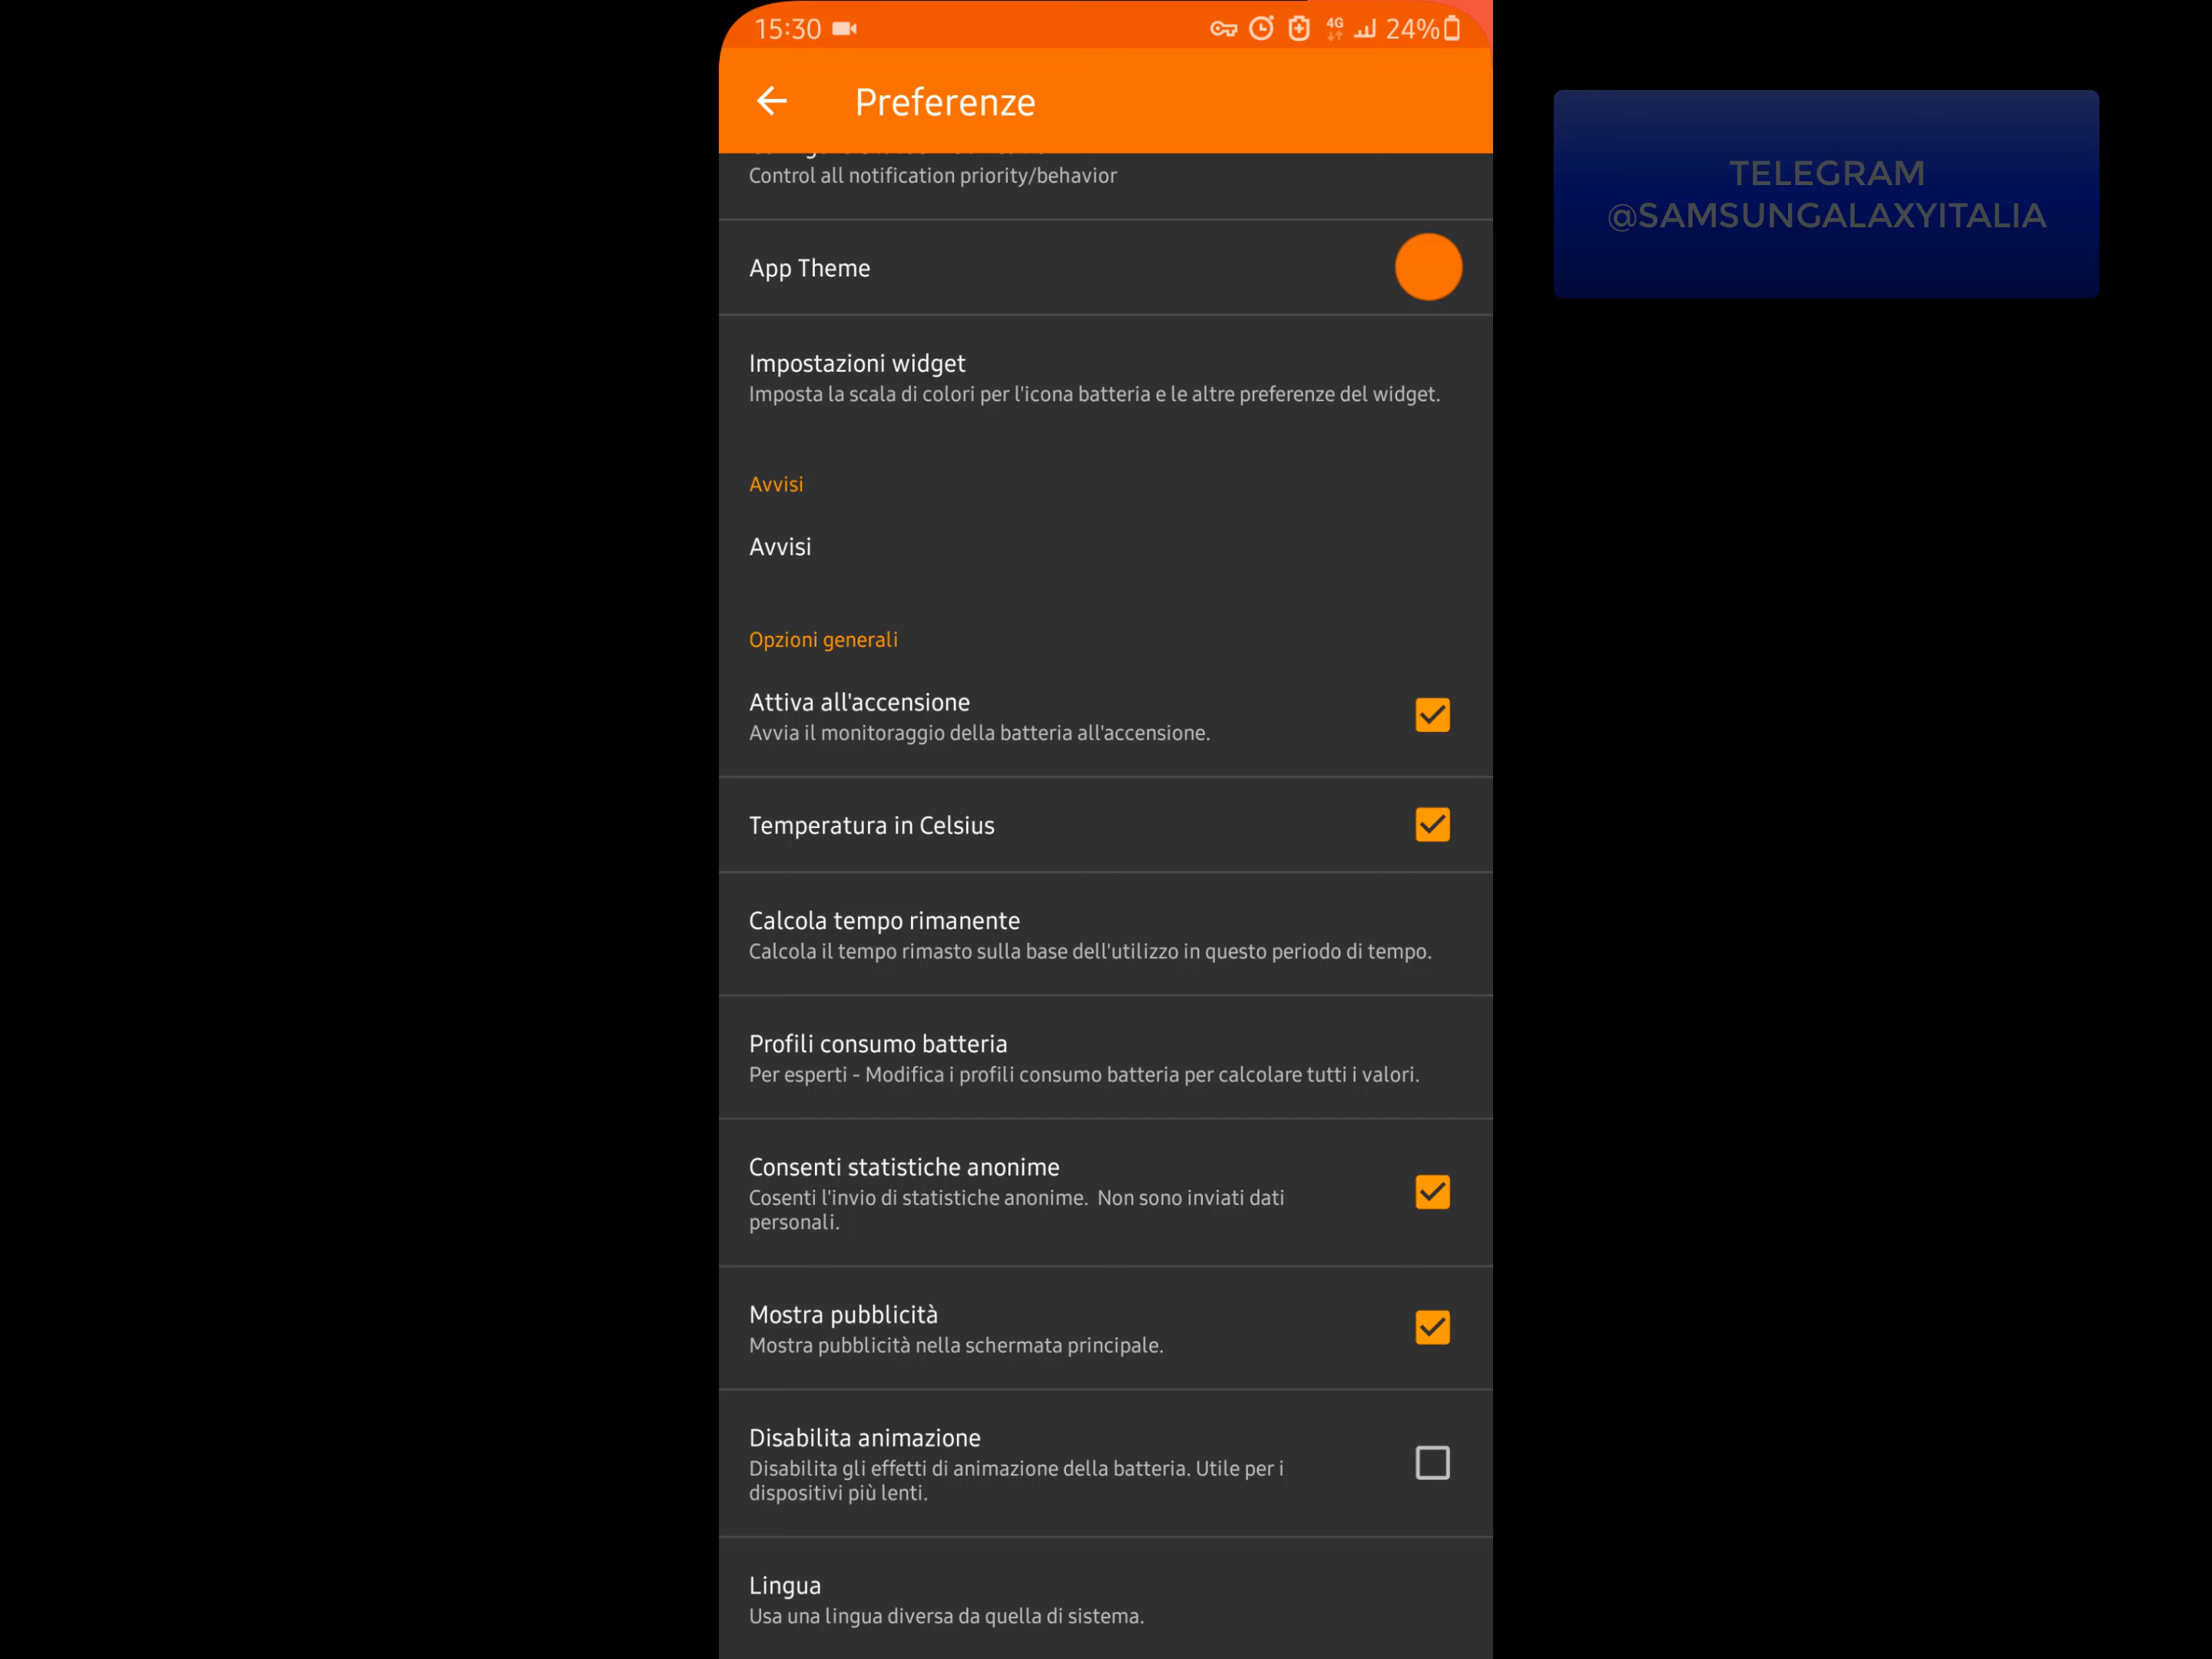 15:30
4G
24%
Preferenze
TELEGRAM
@SAMSUNGALAXYITALIA
Control all notification priority/behavior
App Theme
Impostazioni widget
Imposta la scala di colori per l'icona batteria e le altre preferenze del widget.
Avvisi
Avvisi
Opzioni generali
Attiva all'accensione
Avvia il monitoraggio della batteria all'accensione.
Temperatura in Celsius
Calcola tempo rimanente
Calcola il tempo rimasto sulla base dell'utilizzo in questo periodo di tempo.
Profili consumo batteria
Per esperti - Modifica i profili consumo batteria per calcolare tutti i valori.
Consenti statistiche anonime
Cosenti l'invio di statistiche anonime.  Non sono inviati dati
personali.
Mostra pubblicità
Mostra pubblicità nella schermata principale.
Disabilita animazione
Disabilita gli effetti di animazione della batteria. Utile per i
dispositivi più lenti.
Lingua
Usa una lingua diversa da quella di sistema.